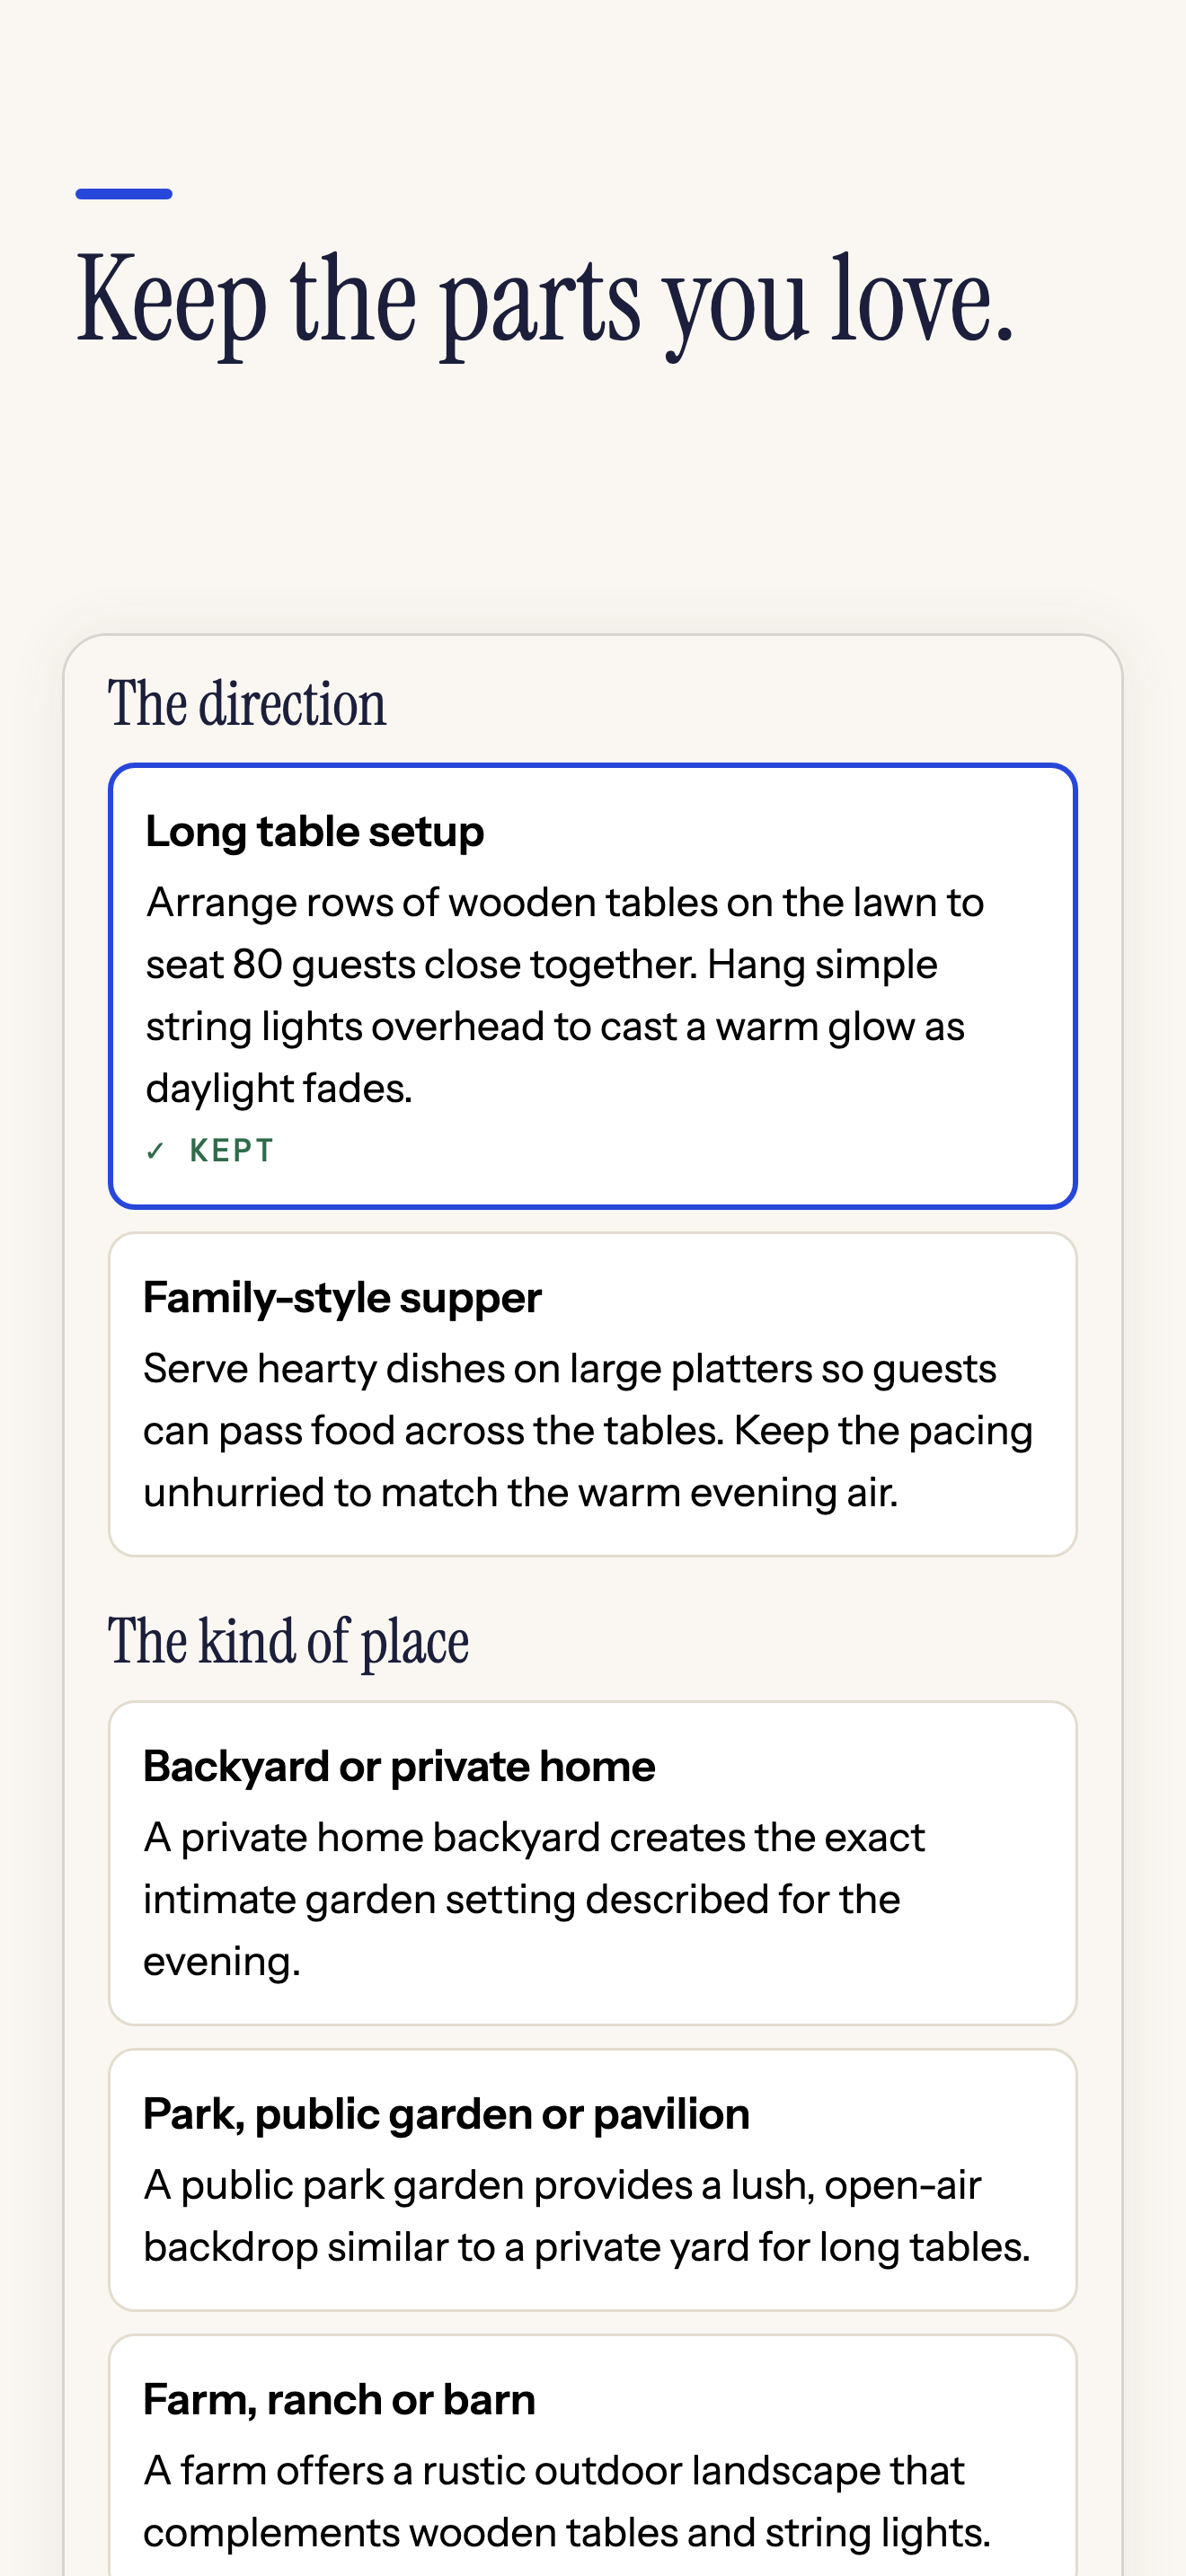 Keep the parts you love.
The direction
Long table setup
Arrange rows of wooden tables on the lawn to
seat 80 guests close together. Hang simple
string lights overhead to cast a warm glow as
daylight fades.
✓ KEPT
Family-style supper
Serve hearty dishes on large platters so guests
can pass food across the tables. Keep the pacing
unhurried to match the warm evening air.
The kind of place
Backyard or private home
A private home backyard creates the exact
intimate garden setting described for the
evening.
Park, public garden or pavilion
A public park garden provides a lush, open-air
backdrop similar to a private yard for long tables.
Farm, ranch or barn
A farm offers a rustic outdoor landscape that
complements wooden tables and string lights.